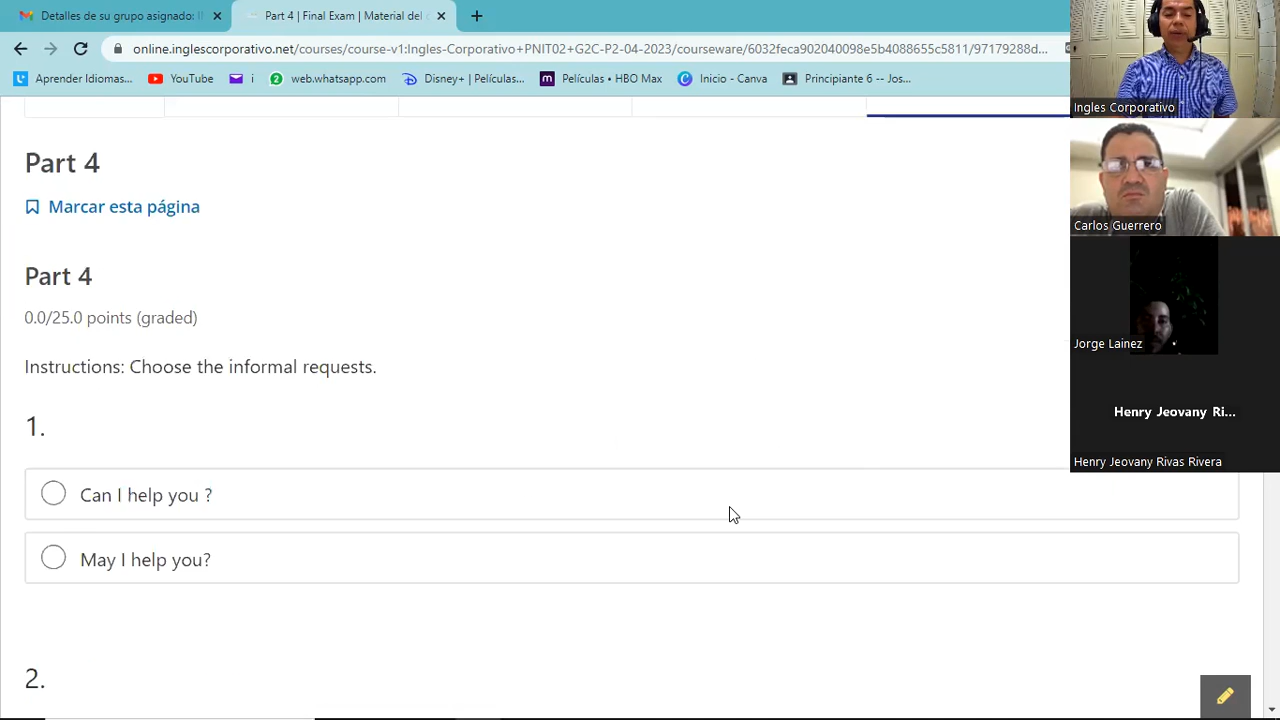 Detalles de su grupo asignado: I
Part 4 | Final Exam | Material de
online.inglescorporativo.net/courses/course-v1:Ingles-Corporativo+PNIT02+G2C-P2-04-2023/courseware/6032feca902040098e5b4088655c5811/97179288d...
Aprender Idiomas...
YouTube
i
web.whatsapp.com
Disney+ | Películas...
Películas • HBO Max
Inicio - Canva
Principiante 6 -- Jos...
Part 4
Marcar esta página
Part 4
0.0/25.0 points (graded)
Instructions: Choose the informal requests.
1.
Can I help you ?
May I help you?
2.
Ingles Corporativo
Carlos Guerrero
Jorge Lainez
Henry Jeovany Ri...
Henry Jeovany Rivas Rivera